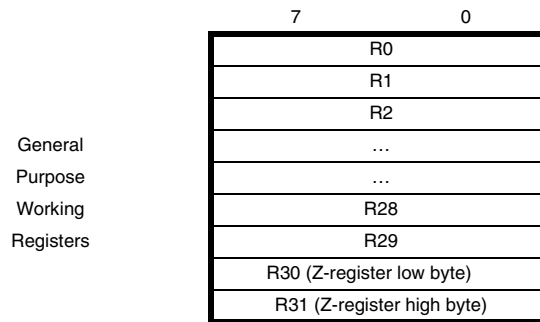 7 0
R0
R1
R2
General …
Purpose …
Working R28
Registers R29
R30 (Z-register low byte)
R31 (Z-register high byte)